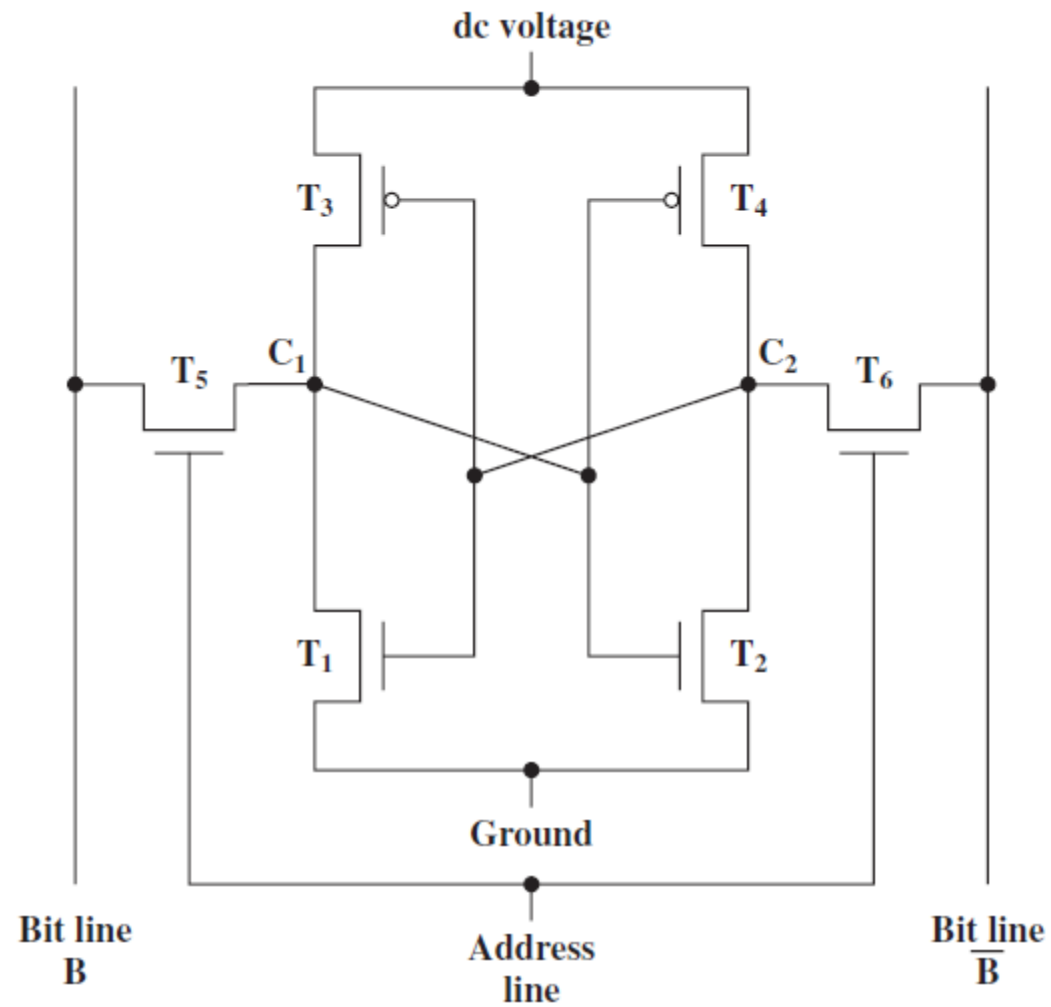 dc voltage
T3
T4
C1
C2
T5
T6
T1
T2
Ground
Bit line
B
Address
line
Bit line
B̅